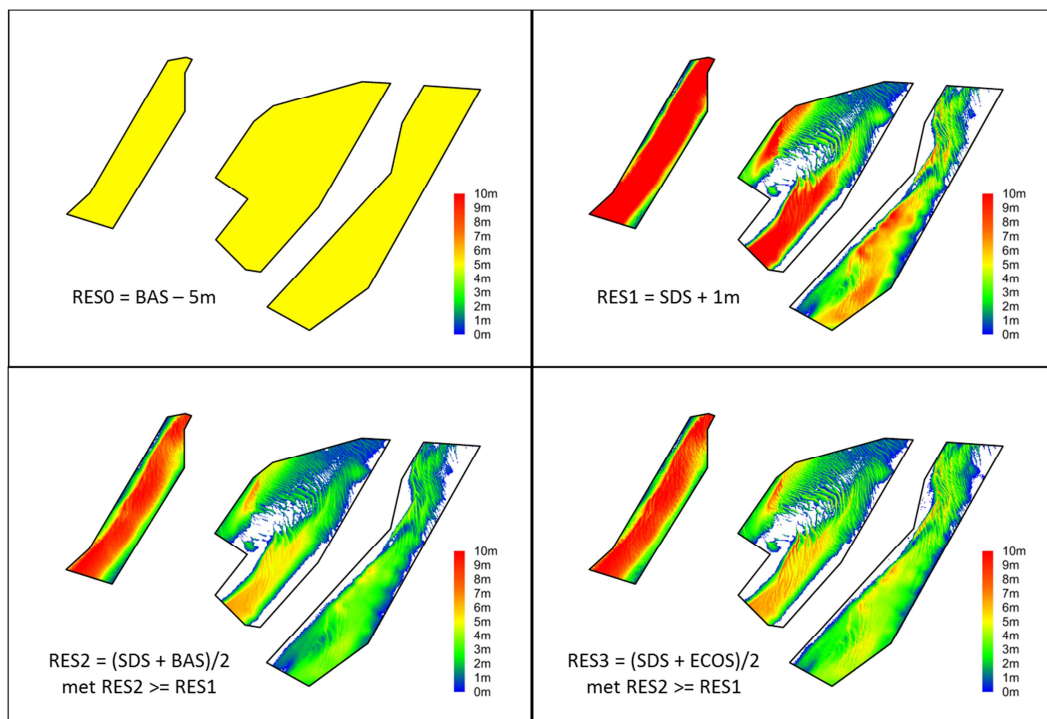 10m
9m
8m
7m
6m
5m
4m
3m
2m
1m
0m
RES0 = BAS – 5m
10m
9m
8m
7m
6m
5m
4m
3m
2m
1m
0m
RES1 = SDS + 1m
10m
9m
8m
7m
6m
5m
4m
3m
2m
1m
0m
RES2 = (SDS + BAS)/2
met RES2 >= RES1
10m
9m
8m
7m
6m
5m
4m
3m
2m
1m
0m
RES3 = (SDS + ECOS)/2
met RES2 >= RES1